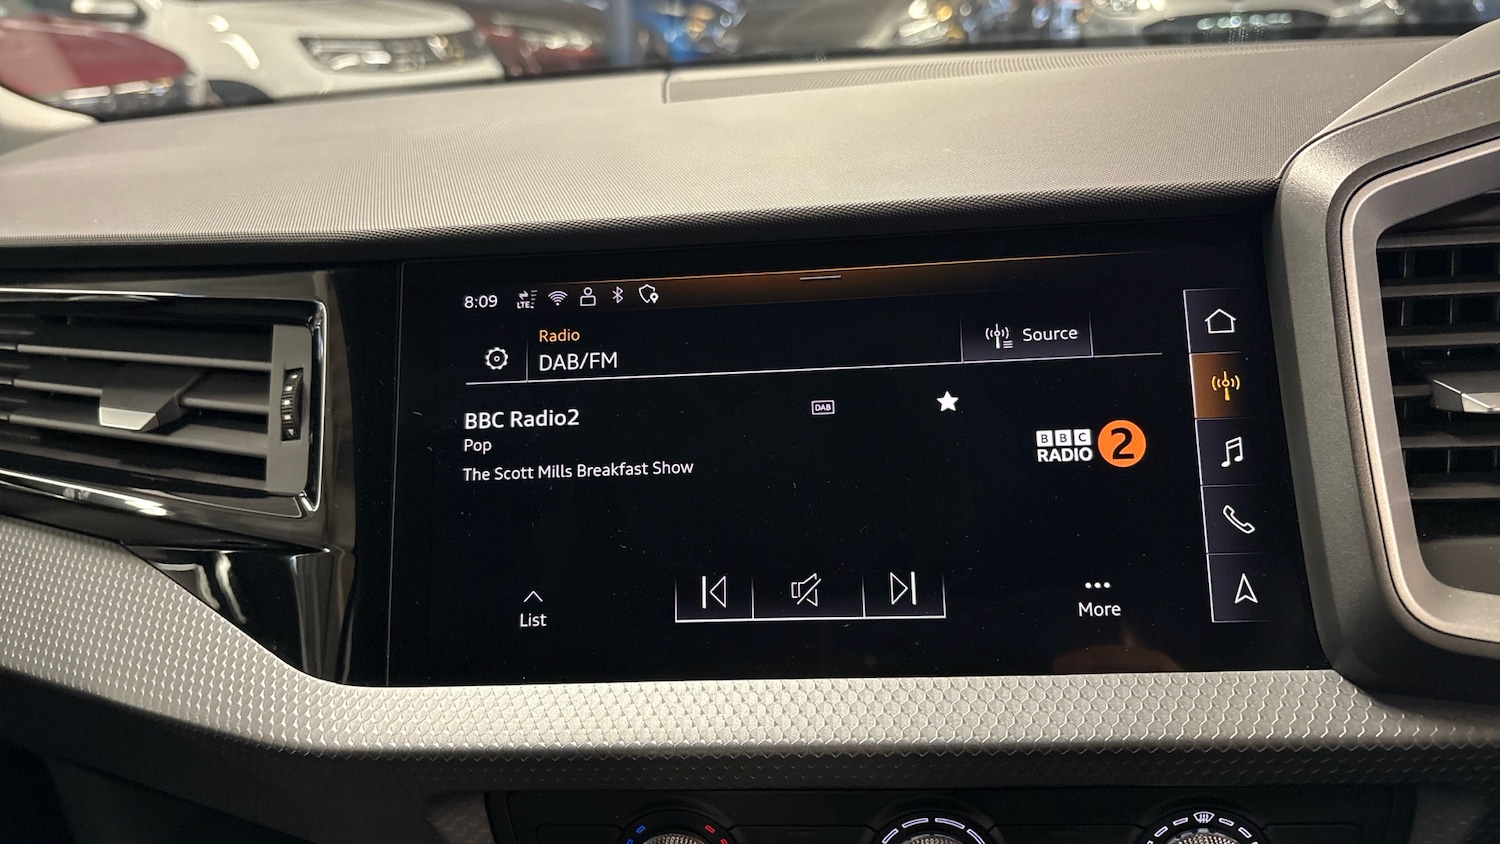 8:09
LTE
Radio
DAB/FM
Source
BBC Radio2
DAB
Pop
The Scott Mills Breakfast Show
BBC
RADIO 2
List
More